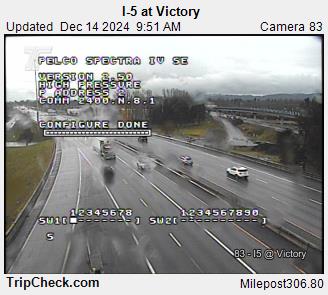 I-5 at Victory
Updated Dec 14 2024 9:51 AM Camera 83
PELCO SPECTRA IV SE
VERSION 2.50
HIGH PRESSURE
P ADDRESS 2
COMM 2400,N,8,1
CONFIGURE DONE
12345678 1234567890
SW1[ ] SW2[ ]
S
83 - I5 @ Victory
TripCheck.com Milepost306.80